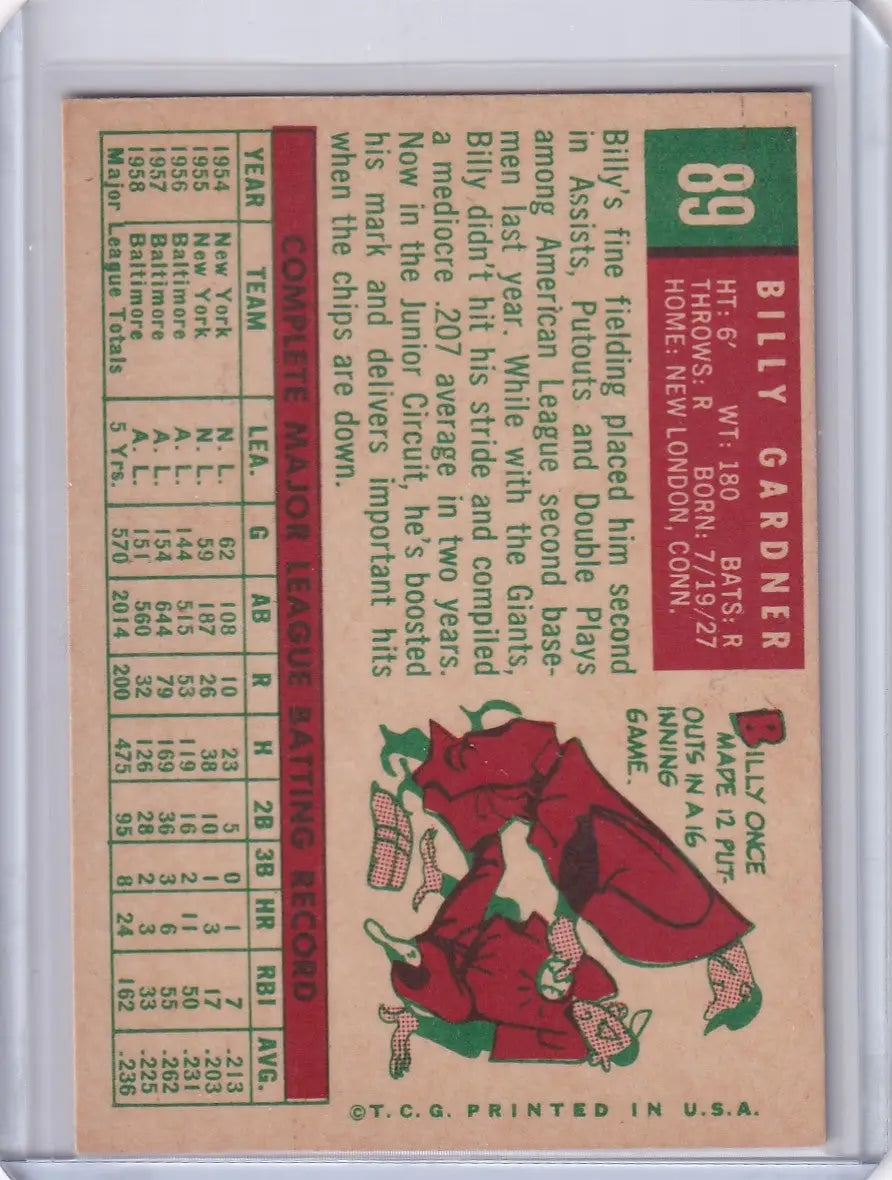 89
BILLY GARDNER
HT: 6' WT: 180 BATS: R
THROWS: R BORN: 7/19/27
HOME: NEW LONDON, CONN.
Billy's fine fielding placed him second
in Assists, Putouts and Double Plays
among American League second base-
men last year. While with the Giants,
Billy didn't hit his stride and compiled
a mediocre .207 average in two years.
Now in the Junior Circuit, he's boosted
his mark and delivers important hits
when the chips are down.
BILLY ONCE
MADE 12 PUT-
OUTS IN A 16
INNING
GAME.
COMPLETE MAJOR LEAGUE BATTING RECORD
YEAR TEAM LEA. G AB R H 2B 3B HR RBI AVG.
1954 New York N. L. 62 108 10 23 5 0 1 7 .213
1955 New York N. L. 59 187 26 38 10 1 3 17 .203
1956 Baltimore A. L. 144 515 53 119 16 2 11 50 .231
1957 Baltimore A. L. 154 644 79 169 36 3 6 55 .262
1958 Baltimore A. L. 151 560 32 126 28 2 3 33 .225
Major League Totals 5 Yrs. 570 2014 200 475 95 8 24 162 .236
©T.C.G. PRINTED IN U.S.A.